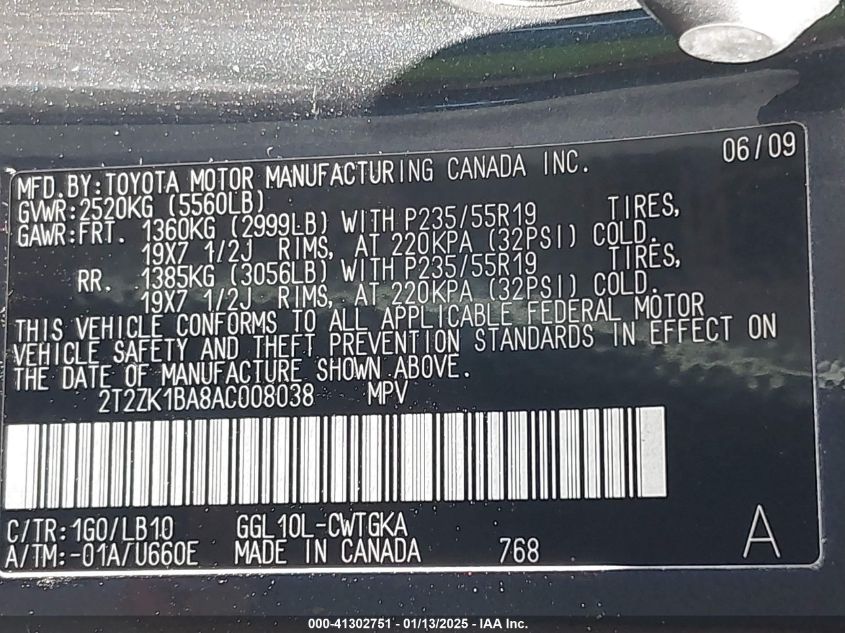 06/09
MFD.BY:TOYOTA MOTOR MANUFACTURING CANADA INC.
GVWR:2520KG (5560LB)
GAWR:FRT. 1360KG (2999LB) WITH P235/55R19 TIRES,
19X7 1/2J RIMS, AT 220KPA (32PSI) COLD.
RR. 1385KG (3056LB) WITH P235/55R19 TIRES,
19X7 1/2J RIMS, AT 220KPA (32PSI) COLD.
THIS VEHICLE CONFORMS TO ALL APPLICABLE FEDERAL MOTOR
VEHICLE SAFETY AND THEFT PREVENTION STANDARDS IN EFFECT ON
THE DATE OF MANUFACTURE SHOWN ABOVE.
2T2ZK1BA8AC008038 MPV
C/TR:1G0/LB10 GGL10L-CWTGKA
A/TM:-01A/U660E MADE IN CANADA 768 A
000-41302751 - 01/13/2025 - IAA Inc.